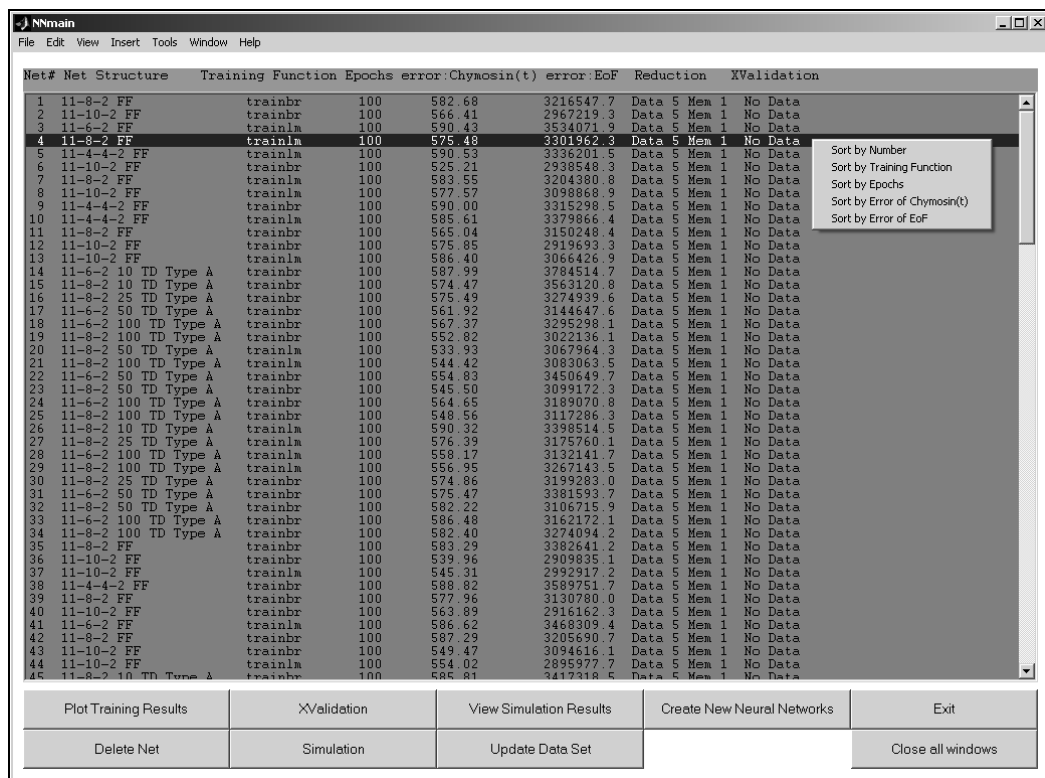 NNmain
File Edit View Insert Tools Window Help
Net# Net Structure Training Function Epochs error:Chymosin(t) error:EoF Reduction XValidation
1 11-8-2 FF trainbr 100 582.68 3216547.7 Data 5 Mem 1 No Data
2 11-10-2 FF trainbr 100 566.41 2967219.3 Data 5 Mem 1 No Data
3 11-6-2 FF trainlm 100 590.43 3534071.9 Data 5 Mem 1 No Data
4 11-8-2 FF trainlm 100 575.48 3301962.3 Data 5 Mem 1 No Data
5 11-4-4-2 FF trainlm 100 590.53 3336201.5 Data 5 Mem 1 No Data
6 11-10-2 FF trainbr 100 525.21 2938548.3 Data 5 Mem 1 No Data
7 11-8-2 FF trainlm 100 583.55 3204380.8 Data 5 Mem 1 No Data
8 11-10-2 FF trainlm 100 577.57 3098868.9 Data 5 Mem 1 No Data
9 11-4-4-2 FF trainbr 100 590.00 3315298.5 Data 5 Mem 1 No Data
10 11-4-4-2 FF trainlm 100 585.61 3379866.4 Data 5 Mem 1 No Data
11 11-8-2 FF trainbr 100 565.04 3150248.4 Data 5 Mem 1 No Data
12 11-10-2 FF trainbr 100 575.85 2919693.3 Data 5 Mem 1 No Data
13 11-10-2 FF trainlm 100 586.40 3066426.9 Data 5 Mem 1 No Data
14 11-6-2 10 TD Type A trainbr 100 587.99 3784514.7 Data 5 Mem 1 No Data
15 11-8-2 10 TD Type A trainlm 100 574.47 3563120.8 Data 5 Mem 1 No Data
16 11-8-2 25 TD Type A trainbr 100 575.49 3274939.6 Data 5 Mem 1 No Data
17 11-6-2 50 TD Type A trainbr 100 561.92 3144647.6 Data 5 Mem 1 No Data
18 11-6-2 100 TD Type A trainbr 100 567.37 3295298.1 Data 5 Mem 1 No Data
19 11-8-2 100 TD Type A trainbr 100 552.82 3022136.1 Data 5 Mem 1 No Data
20 11-8-2 50 TD Type A trainlm 100 533.93 3067964.3 Data 5 Mem 1 No Data
21 11-8-2 100 TD Type A trainlm 100 544.42 3083063.5 Data 5 Mem 1 No Data
22 11-6-2 50 TD Type A trainbr 100 554.83 3450649.7 Data 5 Mem 1 No Data
23 11-8-2 50 TD Type A trainbr 100 545.50 3099172.3 Data 5 Mem 1 No Data
24 11-6-2 100 TD Type A trainbr 100 564.65 3189070.8 Data 5 Mem 1 No Data
25 11-8-2 100 TD Type A trainbr 100 548.56 3117286.3 Data 5 Mem 1 No Data
26 11-8-2 10 TD Type A trainlm 100 590.32 3398514.5 Data 5 Mem 1 No Data
27 11-8-2 25 TD Type A trainlm 100 576.39 3175760.1 Data 5 Mem 1 No Data
28 11-6-2 100 TD Type A trainlm 100 558.17 3132141.7 Data 5 Mem 1 No Data
29 11-8-2 100 TD Type A trainlm 100 556.95 3267143.5 Data 5 Mem 1 No Data
30 11-8-2 25 TD Type A trainbr 100 574.86 3199283.0 Data 5 Mem 1 No Data
31 11-6-2 50 TD Type A trainbr 100 575.47 3381593.7 Data 5 Mem 1 No Data
32 11-8-2 50 TD Type A trainbr 100 582.22 3106715.9 Data 5 Mem 1 No Data
33 11-6-2 100 TD Type A trainbr 100 586.48 3162172.1 Data 5 Mem 1 No Data
34 11-8-2 100 TD Type A trainbr 100 582.40 3274094.2 Data 5 Mem 1 No Data
35 11-8-2 FF trainbr 100 583.29 3382641.2 Data 5 Mem 1 No Data
36 11-10-2 FF trainbr 100 539.96 2909835.1 Data 5 Mem 1 No Data
37 11-10-2 FF trainlm 100 545.31 2992917.2 Data 5 Mem 1 No Data
38 11-4-4-2 FF trainbr 100 588.82 3589751.7 Data 5 Mem 1 No Data
39 11-8-2 FF trainbr 100 577.96 3130780.0 Data 5 Mem 1 No Data
40 11-10-2 FF trainbr 100 563.89 2916162.3 Data 5 Mem 1 No Data
41 11-6-2 FF trainlm 100 586.62 3468309.4 Data 5 Mem 1 No Data
42 11-8-2 FF trainbr 100 587.29 3205690.7 Data 5 Mem 1 No Data
43 11-10-2 FF trainbr 100 549.47 3094616.1 Data 5 Mem 1 No Data
44 11-10-2 FF trainlm 100 554.02 2895977.7 Data 5 Mem 1 No Data
45 11-8-2 10 TD Type A trainbr 100 585.81 3417318.5 Data 5 Mem 1 No Data
Sort by Number
Sort by Training Function
Sort by Epochs
Sort by Error of Chymosin(t)
Sort by Error of EoF
Plot Training Results XValidation View Simulation Results Create New Neural Networks Exit
Delete Net Simulation Update Data Set Close all windows